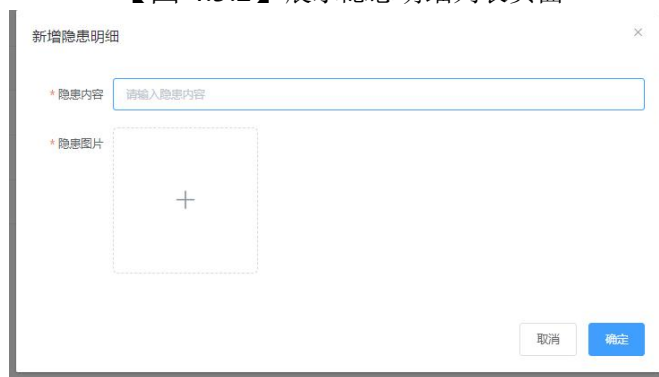 新增隐患明细
×
* 隐患内容 请输入隐患内容
* 隐患图片
+
取消 确定